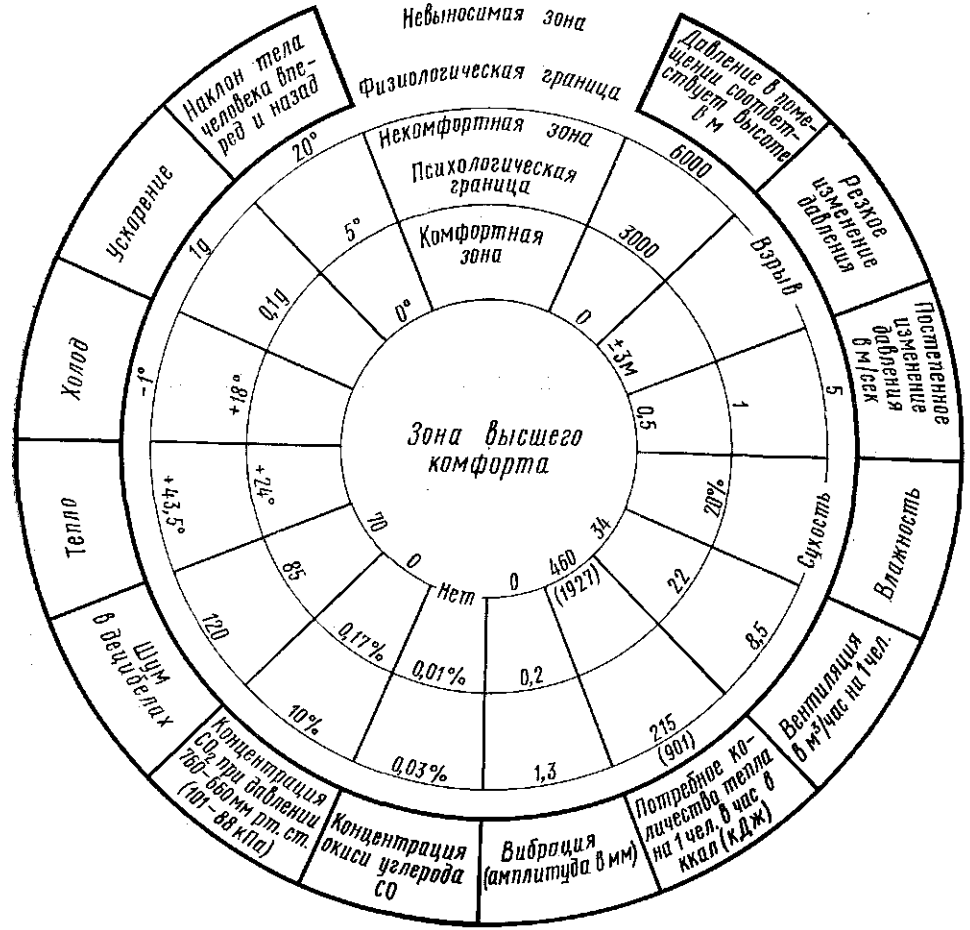 Невыносимая зона
Физиологическая граница
Некомфортная зона
Психологическая
граница
Комфортная
зона
Зона высшего
комфорта
Давление в поме-
щении соответ-
ствует высоте
в м
6000
3000
0
Резкое
изменение
давления
Взрыв
±3м
Постепенное
изменение
давления
в м/сек
5
1
0,5
Влажность
Сухость
20%
Вентиляция
в м³/час на 1 чел.
8,5
22
34
Потребное ко-
личество тепла
на 1 чел. в час в
ккал (кДж)
215
(901)
460
(1927)
Вибрация
(амплитуда в мм)
1,3
0,2
0
Концентрация
окиси углерода
СО
0,03%
0,01%
Нет
Концентрация
СО₂ при давлении
760-660мм рт. ст.
(101-88 кПа)
10%
0,17%
0
Шум
в децибелах
120
85
70
Тепло
+43,5°
+24°
Холод
-1°
+18°
Ускорение
1g
0,1g
Наклон тела
человека впе-
ред и назад
20°
5°
0°